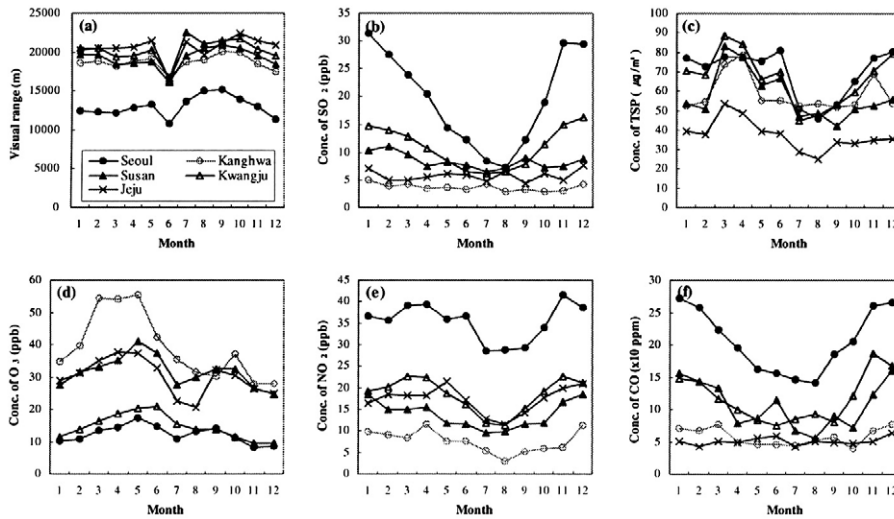 (a)
25000
20000
15000
10000
5000
0
Visual range (m)
Seoul
Kanghwa
Susan
Kwangju
Jeju
1 2 3 4 5 6 7 8 9 10 11 12
Month
(b)
35
30
25
20
15
10
5
0
Conc. of SO 2 (ppb)
1 2 3 4 5 6 7 8 9 10 11 12
Month
(c)
100
90
80
70
60
50
40
30
20
10
0
Conc. of TSP ( μg/㎥)
1 2 3 4 5 6 7 8 9 10 11 12
Month
(d)
60
50
40
30
20
10
0
Conc. of O 3 (ppb)
1 2 3 4 5 6 7 8 9 10 11 12
Month
(e)
45
40
35
30
25
20
15
10
5
0
Conc. of NO 2 (ppb)
1 2 3 4 5 6 7 8 9 10 11 12
Month
(f)
30
25
20
15
10
5
0
Conc. of CO (x10 ppm)
1 2 3 4 5 6 7 8 9 10 11 12
Month